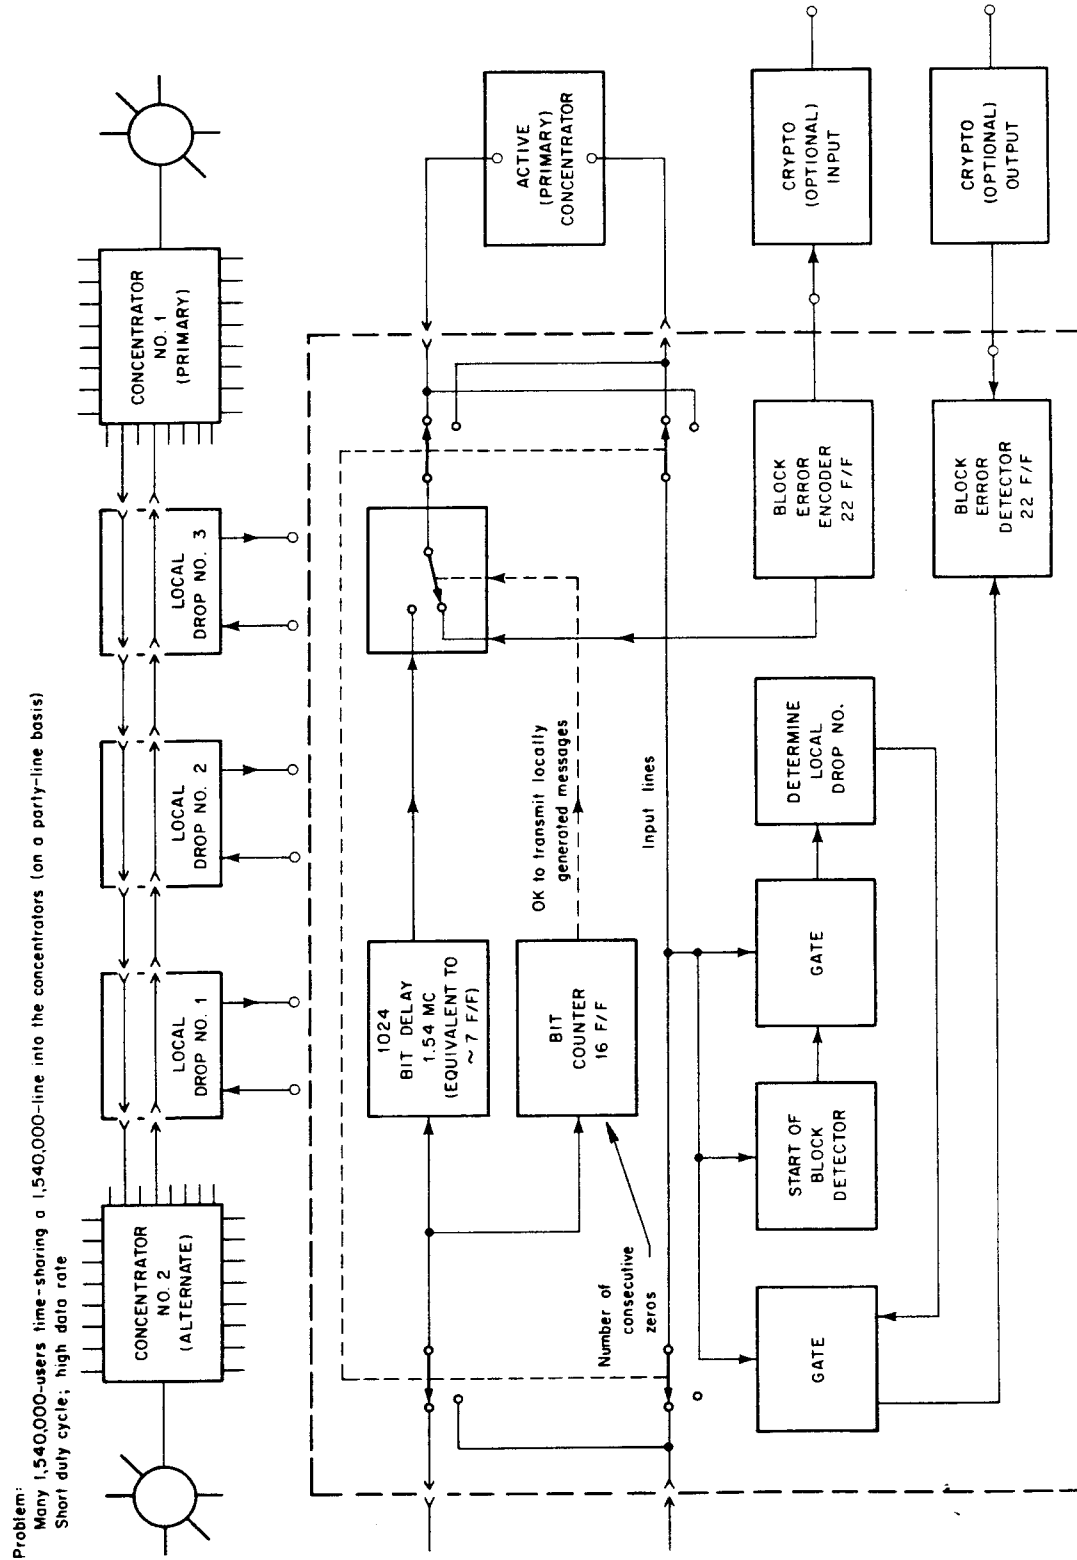 Problem:
Many 1,540,000-users time-sharing a 1,540,000-line into the concentrators (on a party-line basis)
Short duty cycle; high data rate
CONCENTRATOR
NO. 2
(ALTERNATE)
LOCAL
DROP NO. 1
LOCAL
DROP NO. 2
LOCAL
DROP NO. 3
CONCENTRATOR
NO. 1
(PRIMARY)
1024
BIT DELAY
1.54 MC
(EQUIVALENT TO
~ 7 F/F)
ACTIVE
(PRIMARY)
CONCENTRATOR
BIT
COUNTER
16 F/F
OK to transmit locally
generated messages
Number of
consecutive
zeros
Input lines
GATE
START OF
BLOCK
DETECTOR
GATE
DETERMINE
LOCAL
DROP NO.
BLOCK
ERROR
ENCODER
22 F/F
CRYPTO
(OPTIONAL)
INPUT
BLOCK
ERROR
DETECTOR
22 F/F
CRYPTO
(OPTIONAL)
OUTPUT